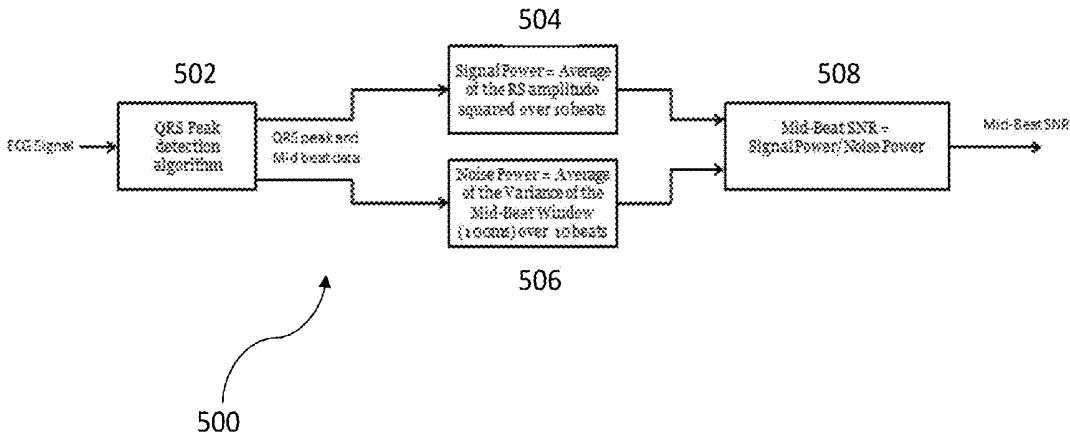 504
Signal Power = Average
of the RS amplitude
squared over 10 beats
502
508
QRS Peak
detection
algorithm
ECG Signal
QRS peak and
Mid beat data
Mid-Beat SNR =
Signal Power/Noise Power
Mid-Beat SNR
Noise Power = Average
of the Variance of the
Mid-Beat Window
(100ms) over 10 beats
506
500